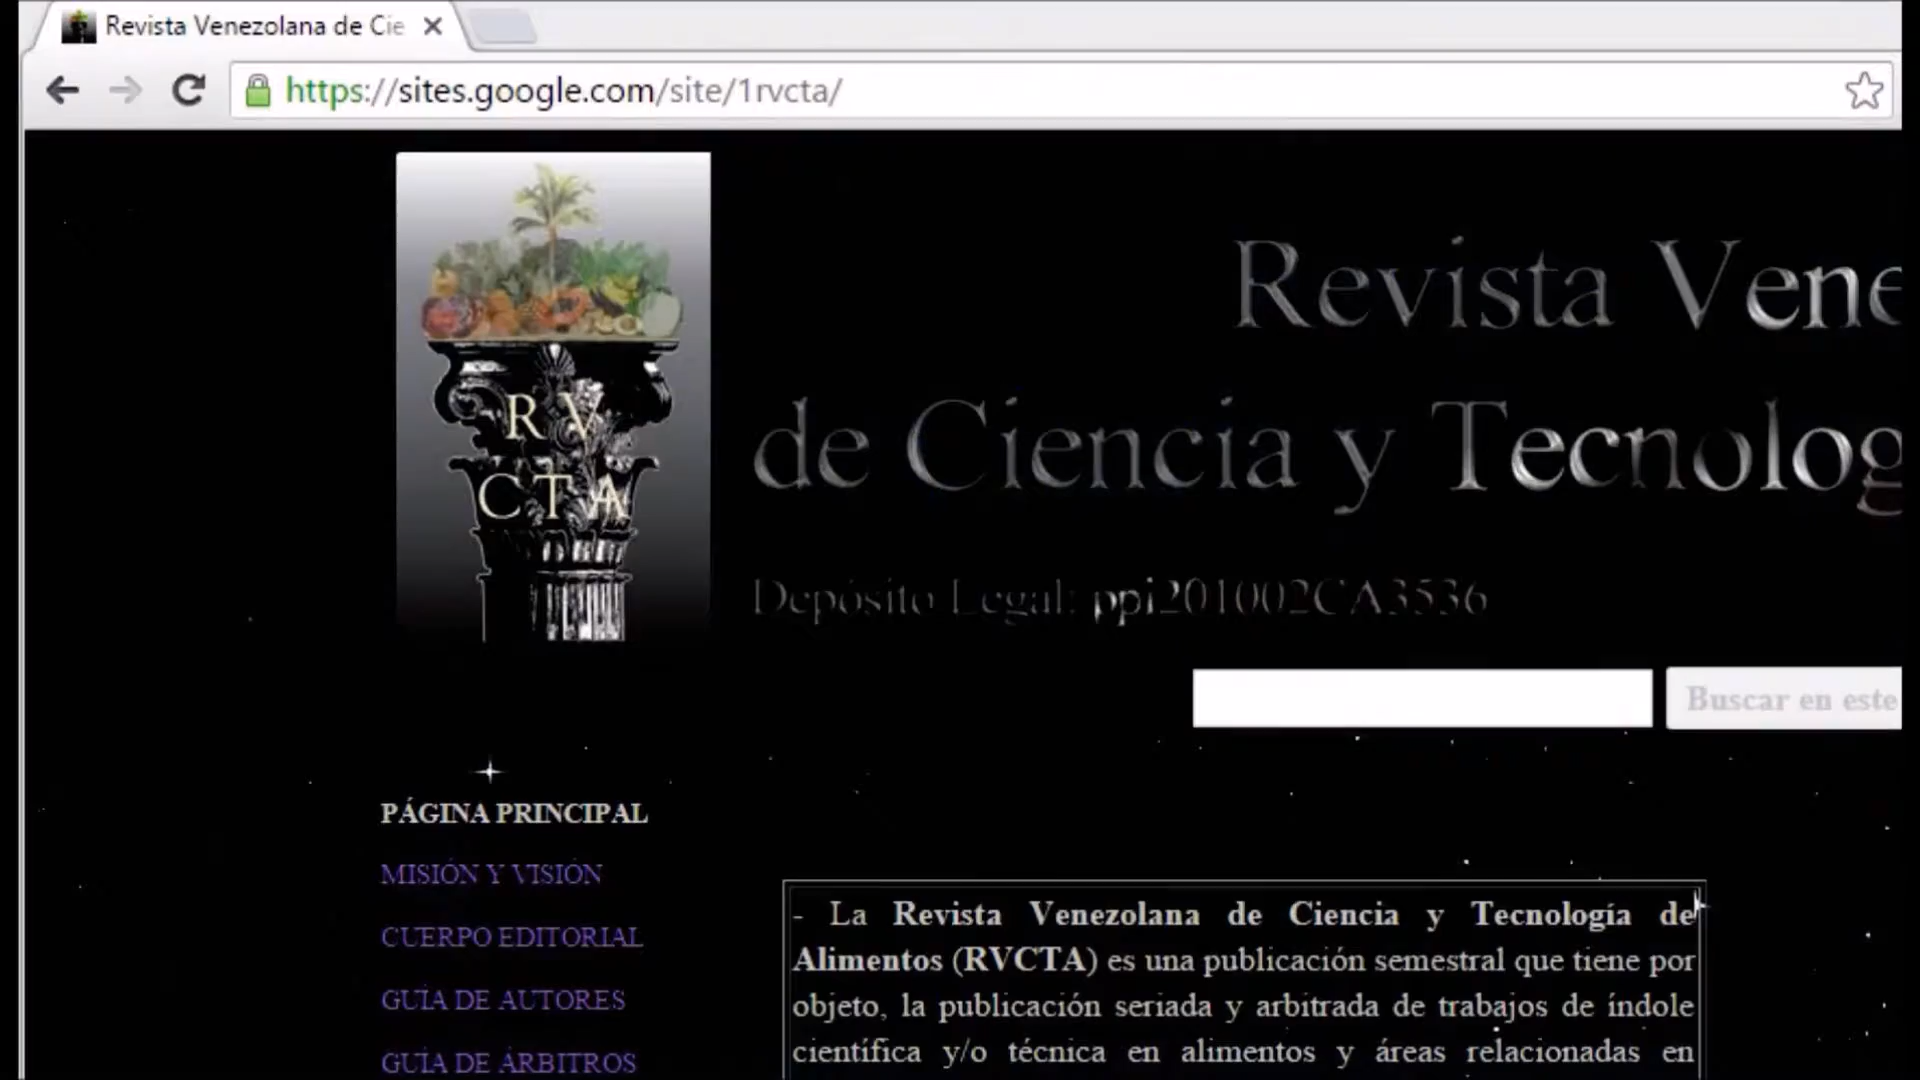 Revista Venezolana de Cie
https://sites.google.com/site/1rvcta/
R V
C T A
Revista Vene
de Ciencia y Tecnolog
Depósito Legal: ppi201002CA3536
Buscar en este
PÁGINA PRINCIPAL
MISIÓN Y VISIÓN
CUERPO EDITORIAL
GUÍA DE AUTORES
GUÍA DE ÁRBITROS
- La Revista Venezolana de Ciencia y Tecnología de
Alimentos (RVCTA) es una publicación semestral que tiene por
objeto, la publicación seriada y arbitrada de trabajos de índole
científica y/o técnica en alimentos y áreas relacionadas en